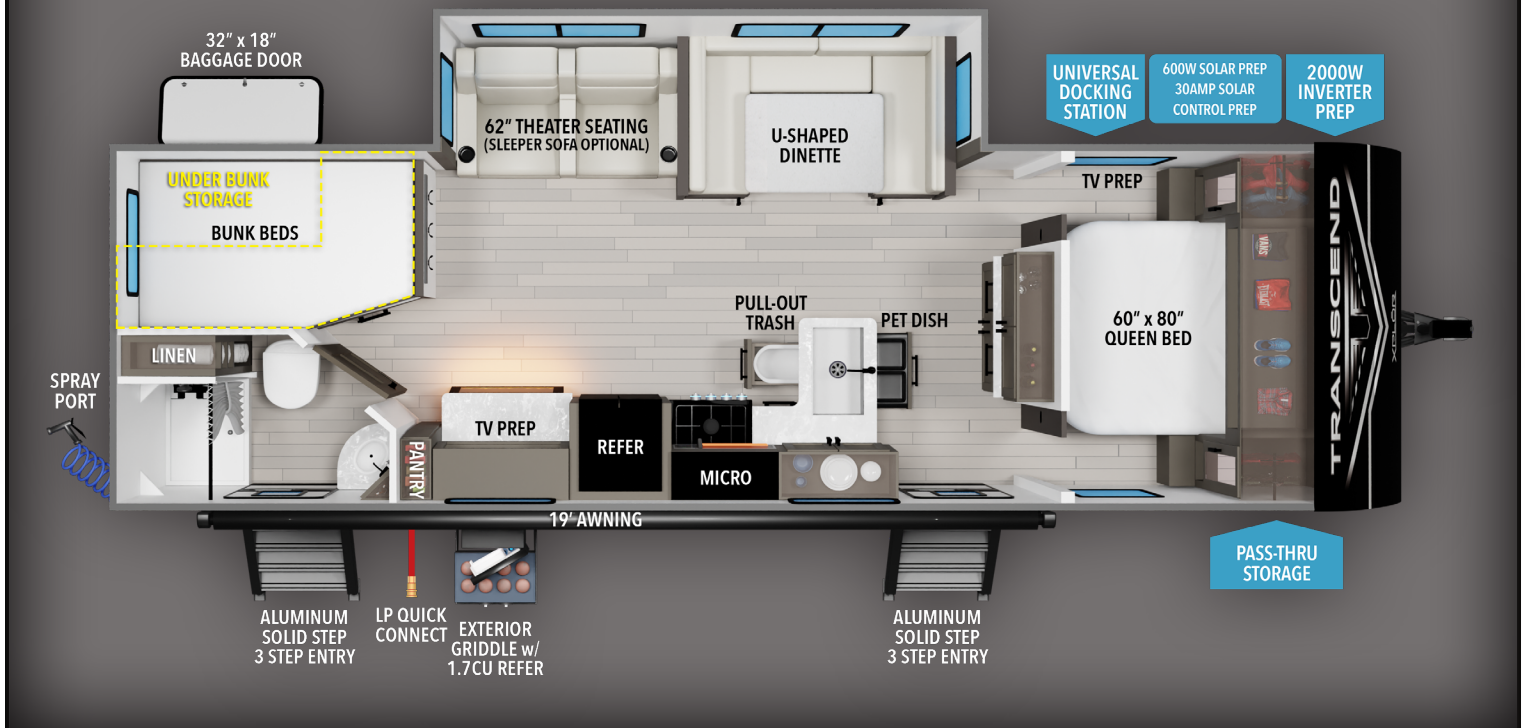 32" x 18"
BAGGAGE DOOR
UNIVERSAL
DOCKING
STATION
600W SOLAR PREP
30AMP SOLAR
CONTROL PREP
2000W
INVERTER
PREP
62" THEATER SEATING
(SLEEPER SOFA OPTIONAL)
U-SHAPED
DINETTE
UNDER BUNK
STORAGE
BUNK BEDS
TV PREP
VANS
TRANSCEND
XPLOR
PULL-OUT
TRASH
PET DISH
60" x 80"
QUEEN BED
LINEN
SPRAY
PORT
TV PREP
REFER
MICRO
PANTRY
19' AWNING
PASS-THRU
STORAGE
ALUMINUM
SOLID STEP
3 STEP ENTRY
LP QUICK
CONNECT
EXTERIOR
GRIDDLE w/
1.7CU REFER
ALUMINUM
SOLID STEP
3 STEP ENTRY